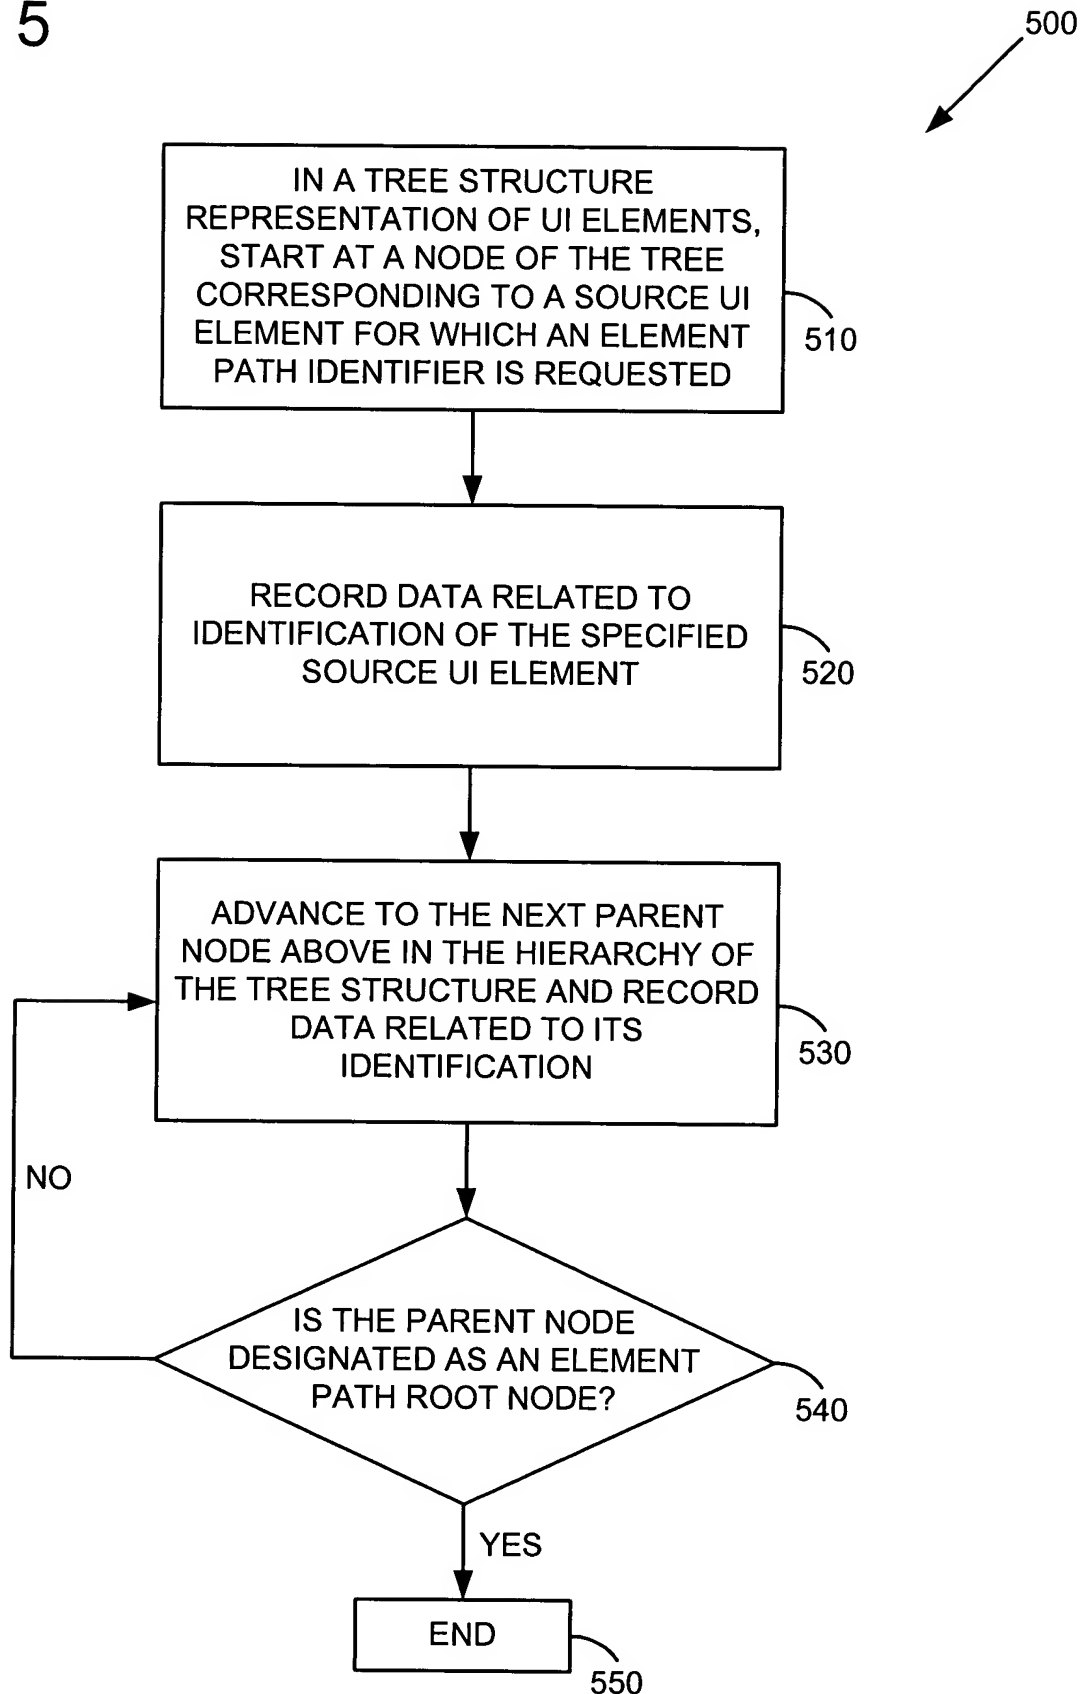 5
500
IN A TREE STRUCTURE
REPRESENTATION OF UI ELEMENTS,
START AT A NODE OF THE TREE
CORRESPONDING TO A SOURCE UI
ELEMENT FOR WHICH AN ELEMENT
PATH IDENTIFIER IS REQUESTED
510
RECORD DATA RELATED TO
IDENTIFICATION OF THE SPECIFIED
SOURCE UI ELEMENT
520
ADVANCE TO THE NEXT PARENT
NODE ABOVE IN THE HIERARCHY OF
THE TREE STRUCTURE AND RECORD
DATA RELATED TO ITS
IDENTIFICATION
530
NO
IS THE PARENT NODE
DESIGNATED AS AN ELEMENT
PATH ROOT NODE?
540
YES
END
550